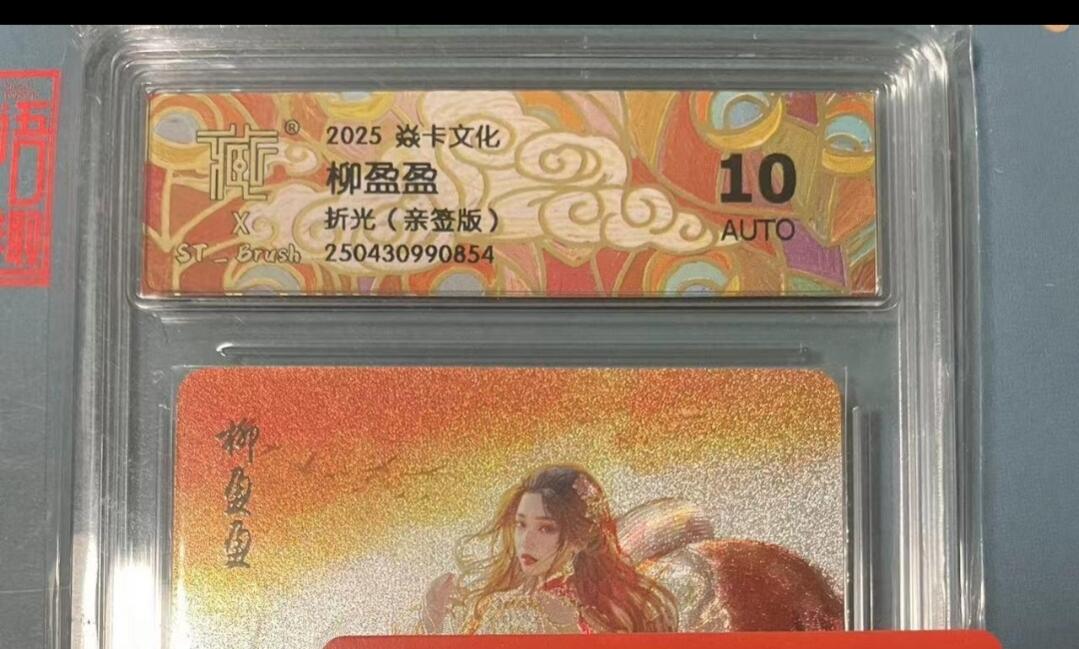 藏®
X
ST_Brush
2025 焱卡文化
柳盈盈
折光（亲签版）
250430990854
10
AUTO
柳盈盈